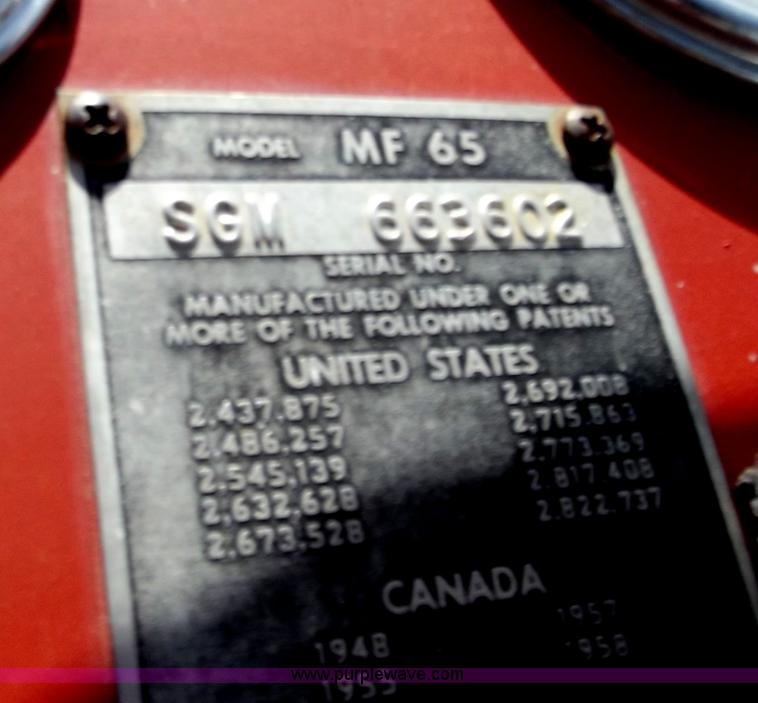 MODEL MF 65
SGM 663602
SERIAL NO.
MANUFACTURED UNDER ONE OR
MORE OF THE FOLLOWING PATENTS
UNITED STATES
2,437,875 2,692,008
2,486,257 2,715,863
2,545,139 2,773,369
2,632,628 2,817,408
2,673,528 2,822,737
CANADA
1948 1957
1955 1958
www.purplewave.com